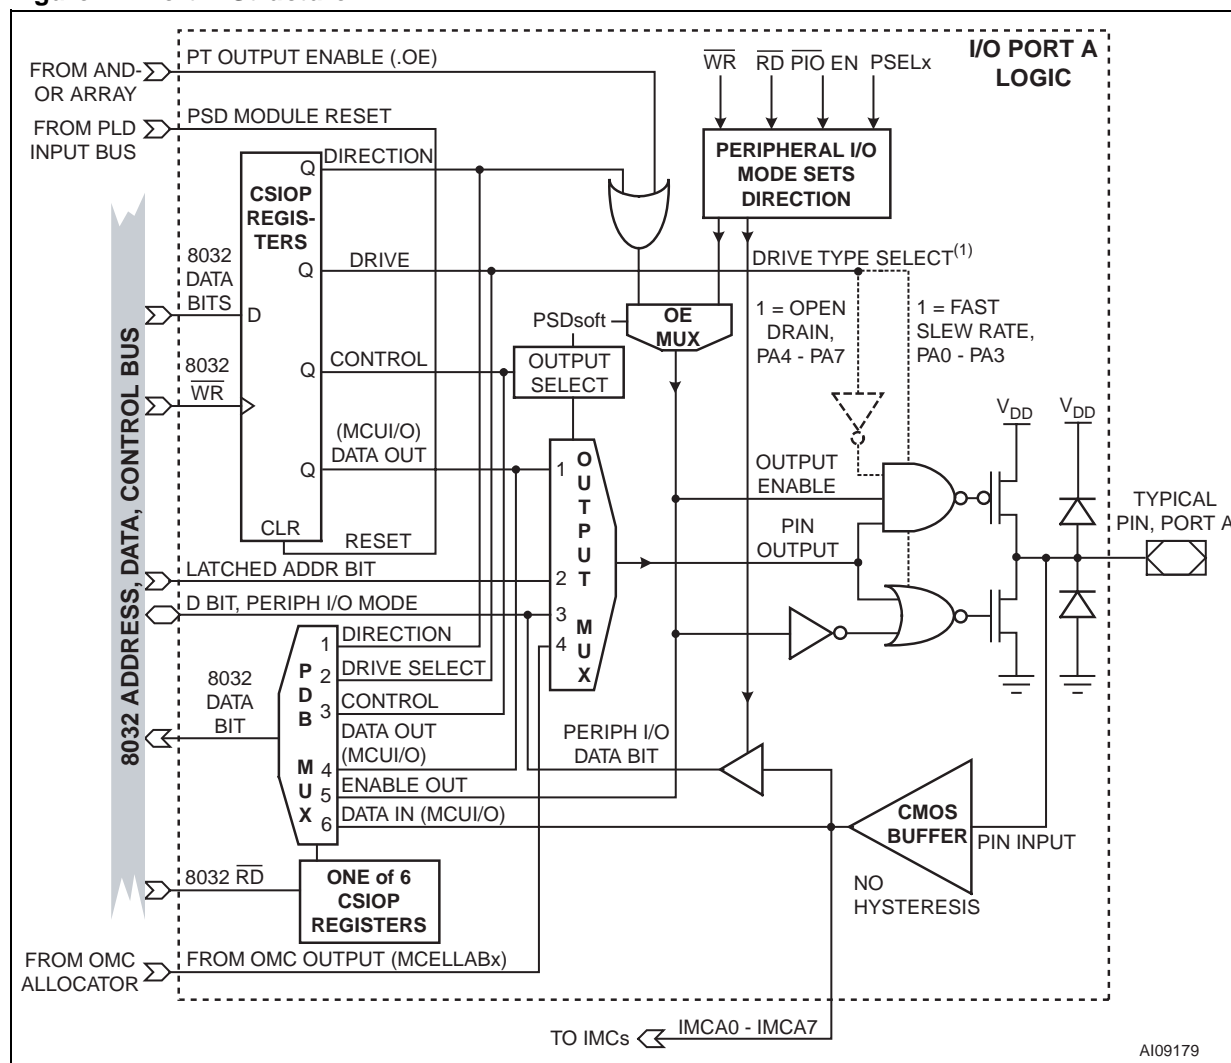 I/O PORT A
LOGIC
FROM AND-
OR ARRAY
PT OUTPUT ENABLE (.OE)
FROM PLD
INPUT BUS
PSD MODULE RESET
W̅R̅
R̅D̅
P̅I̅O̅ EN
PSELx
PERIPHERAL I/O
MODE SETS
DIRECTION
CSIOP
REGIS-
TERS
Q
DIRECTION
Q
DRIVE
Q
CONTROL
Q
(MCUI/O)
DATA OUT
D
CLR
RESET
8032
DATA
BITS
8032
W̅R̅
8032 ADDRESS, DATA, CONTROL BUS
DRIVE TYPE SELECT(1)
1 = OPEN
DRAIN,
PA4 - PA7
1 = FAST
SLEW RATE,
PA0 - PA3
PSDsoft
OE
MUX
OUTPUT
SELECT
VDD
VDD
OUTPUT
ENABLE
PIN
OUTPUT
TYPICAL
PIN, PORT A
1
2
3
4
OUTPUT MUX
LATCHED ADDR BIT
D BIT, PERIPH I/O MODE
8032
DATA
BIT
PDB MUX
1 DIRECTION
2 DRIVE SELECT
3 CONTROL
DATA OUT
4 (MCUI/O)
5 ENABLE OUT
6 DATA IN (MCUI/O)
PERIPH I/O
DATA BIT
CMOS
BUFFER
PIN INPUT
NO
HYSTERESIS
8032 R̅D̅
ONE of 6
CSIOP
REGISTERS
FROM OMC
ALLOCATOR
FROM OMC OUTPUT (MCELLABx)
TO IMCs
IMCA0 - IMCA7
AI09179